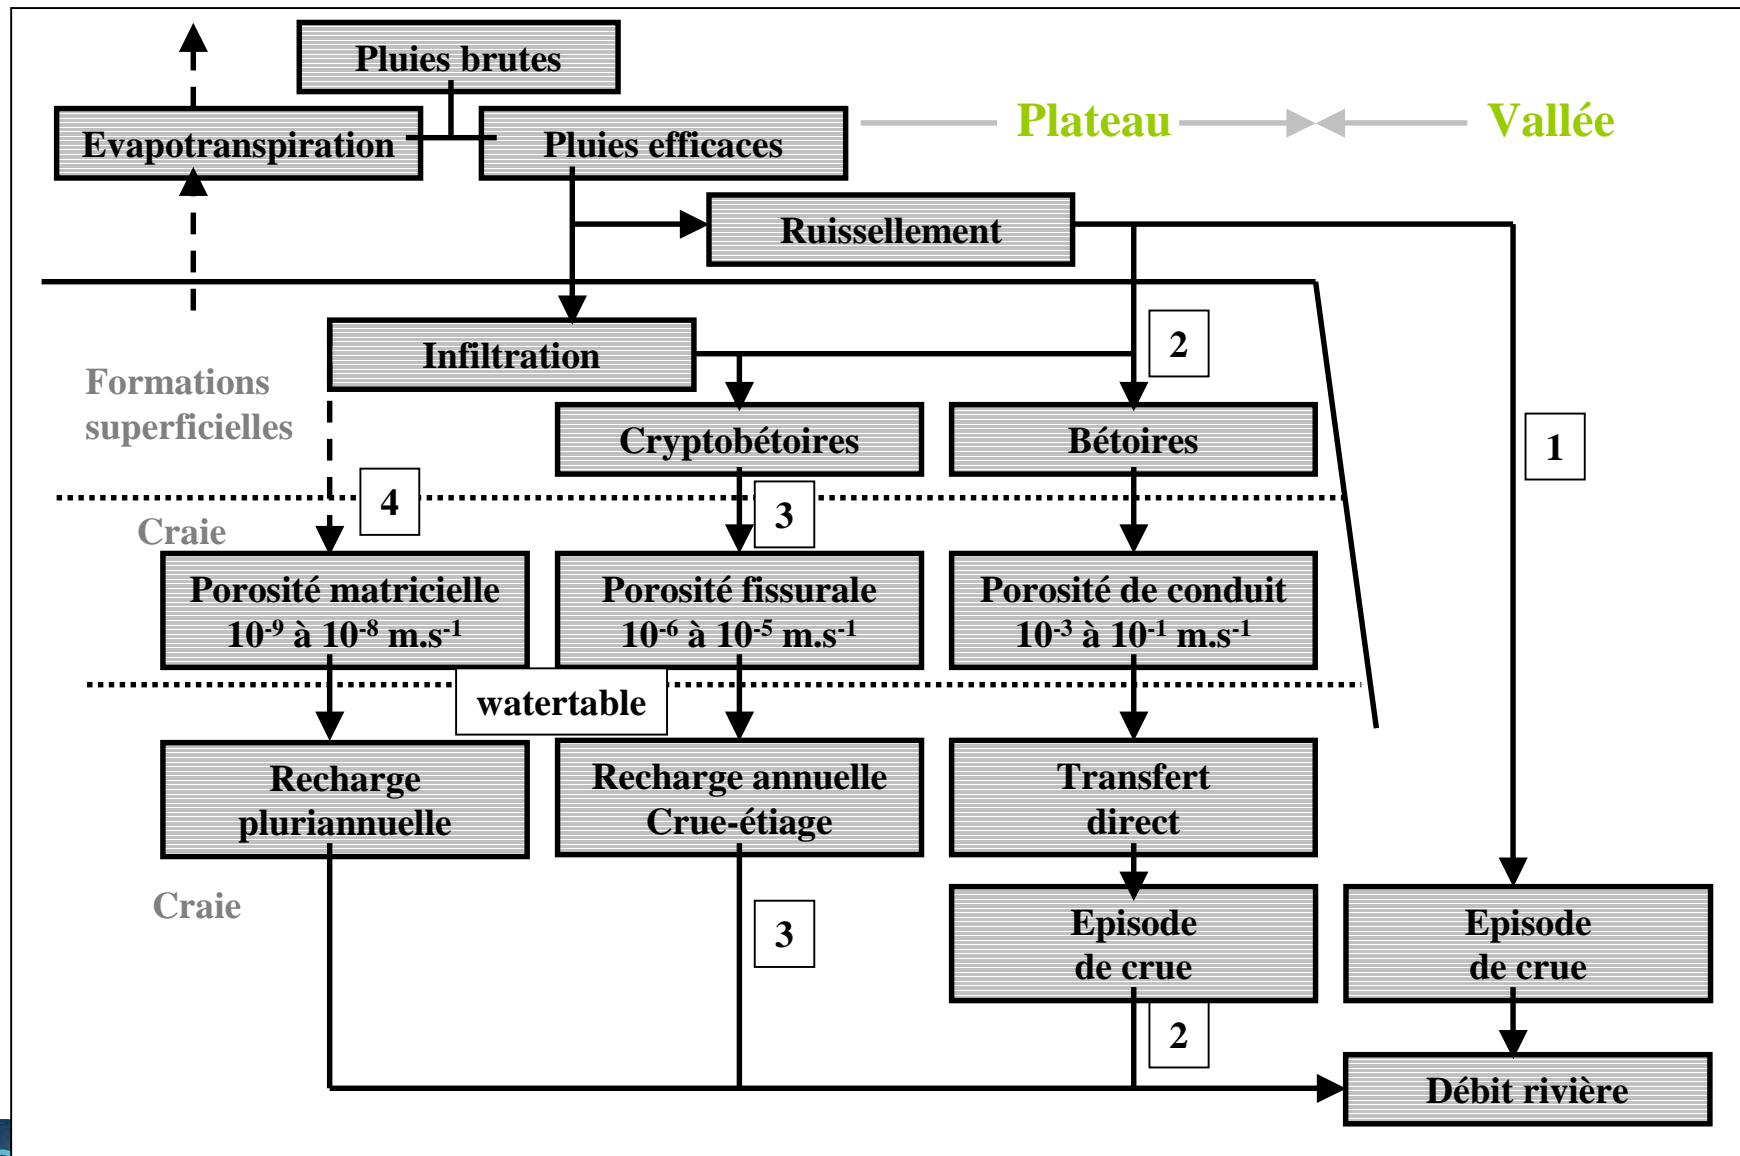 Pluies brutes
Evapotranspiration
Pluies efficaces
Plateau
Vallée
Ruissellement
Infiltration
2
Formations
superficielles
Cryptobétoires
Bétoires
1
4
3
Craie
Porosité matricielle
10⁻⁹ à 10⁻⁸ m.s⁻¹
Porosité fissurale
10⁻⁶ à 10⁻⁵ m.s⁻¹
Porosité de conduit
10⁻³ à 10⁻¹ m.s⁻¹
watertable
Recharge
pluriannuelle
Recharge annuelle
Crue-étiage
Transfert
direct
Craie
3
Episode
de crue
Episode
de crue
2
Débit rivière